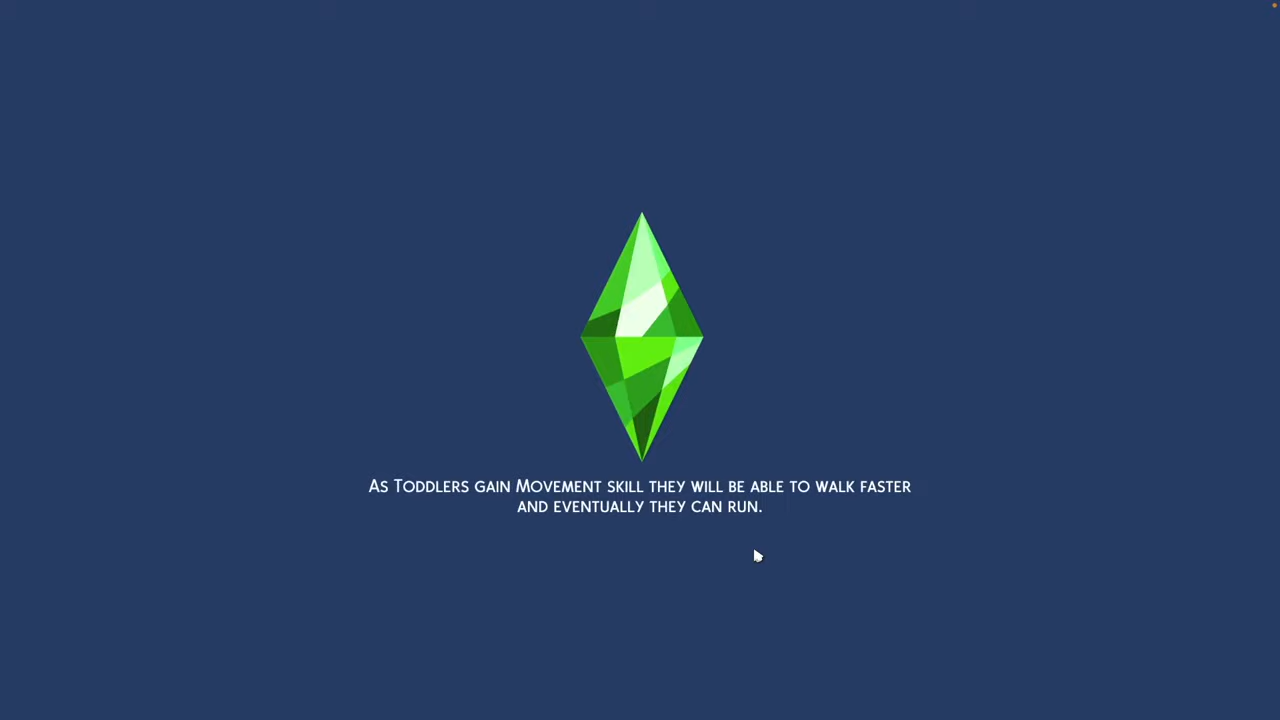 As Toddlers gain Movement skill they will be able to walk faster
and eventually they can run.